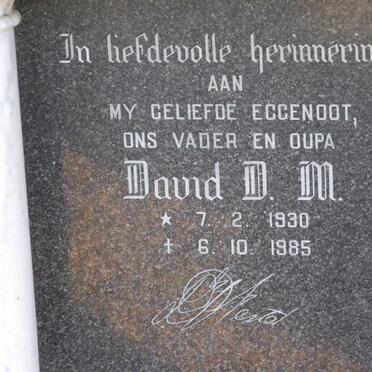 In liefdevolle herinnerin
AAN
MY GELIEFDE EGGENOOT,
ONS VADER EN OUPA
David D. M.
★ 7. 2. 1930
✝ 6. 10. 1985